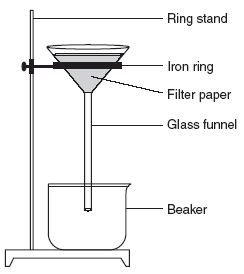 Ring stand
Iron ring
Filter paper
Glass funnel
Beaker